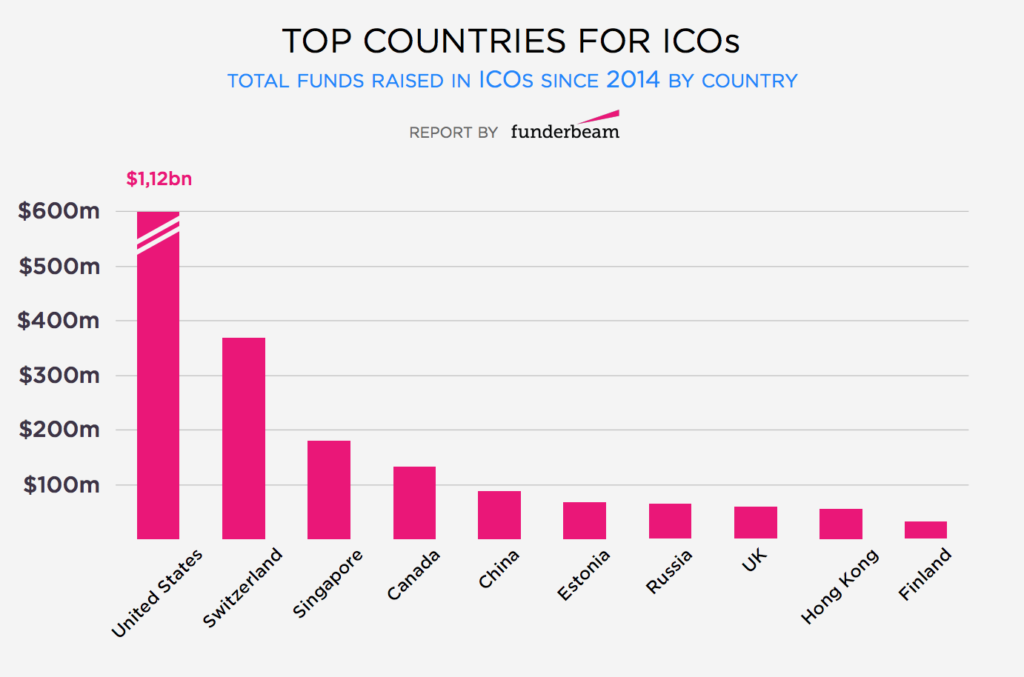 TOP COUNTRIES FOR ICOs
TOTAL FUNDS RAISED IN ICOS SINCE 2014 BY COUNTRY
REPORT BY funderbeam
$1,12bn
$600m
$500m
$400m
$300m
$200m
$100m
United States
Switzerland
Singapore
Canada
China
Estonia
Russia
UK
Hong Kong
Finland